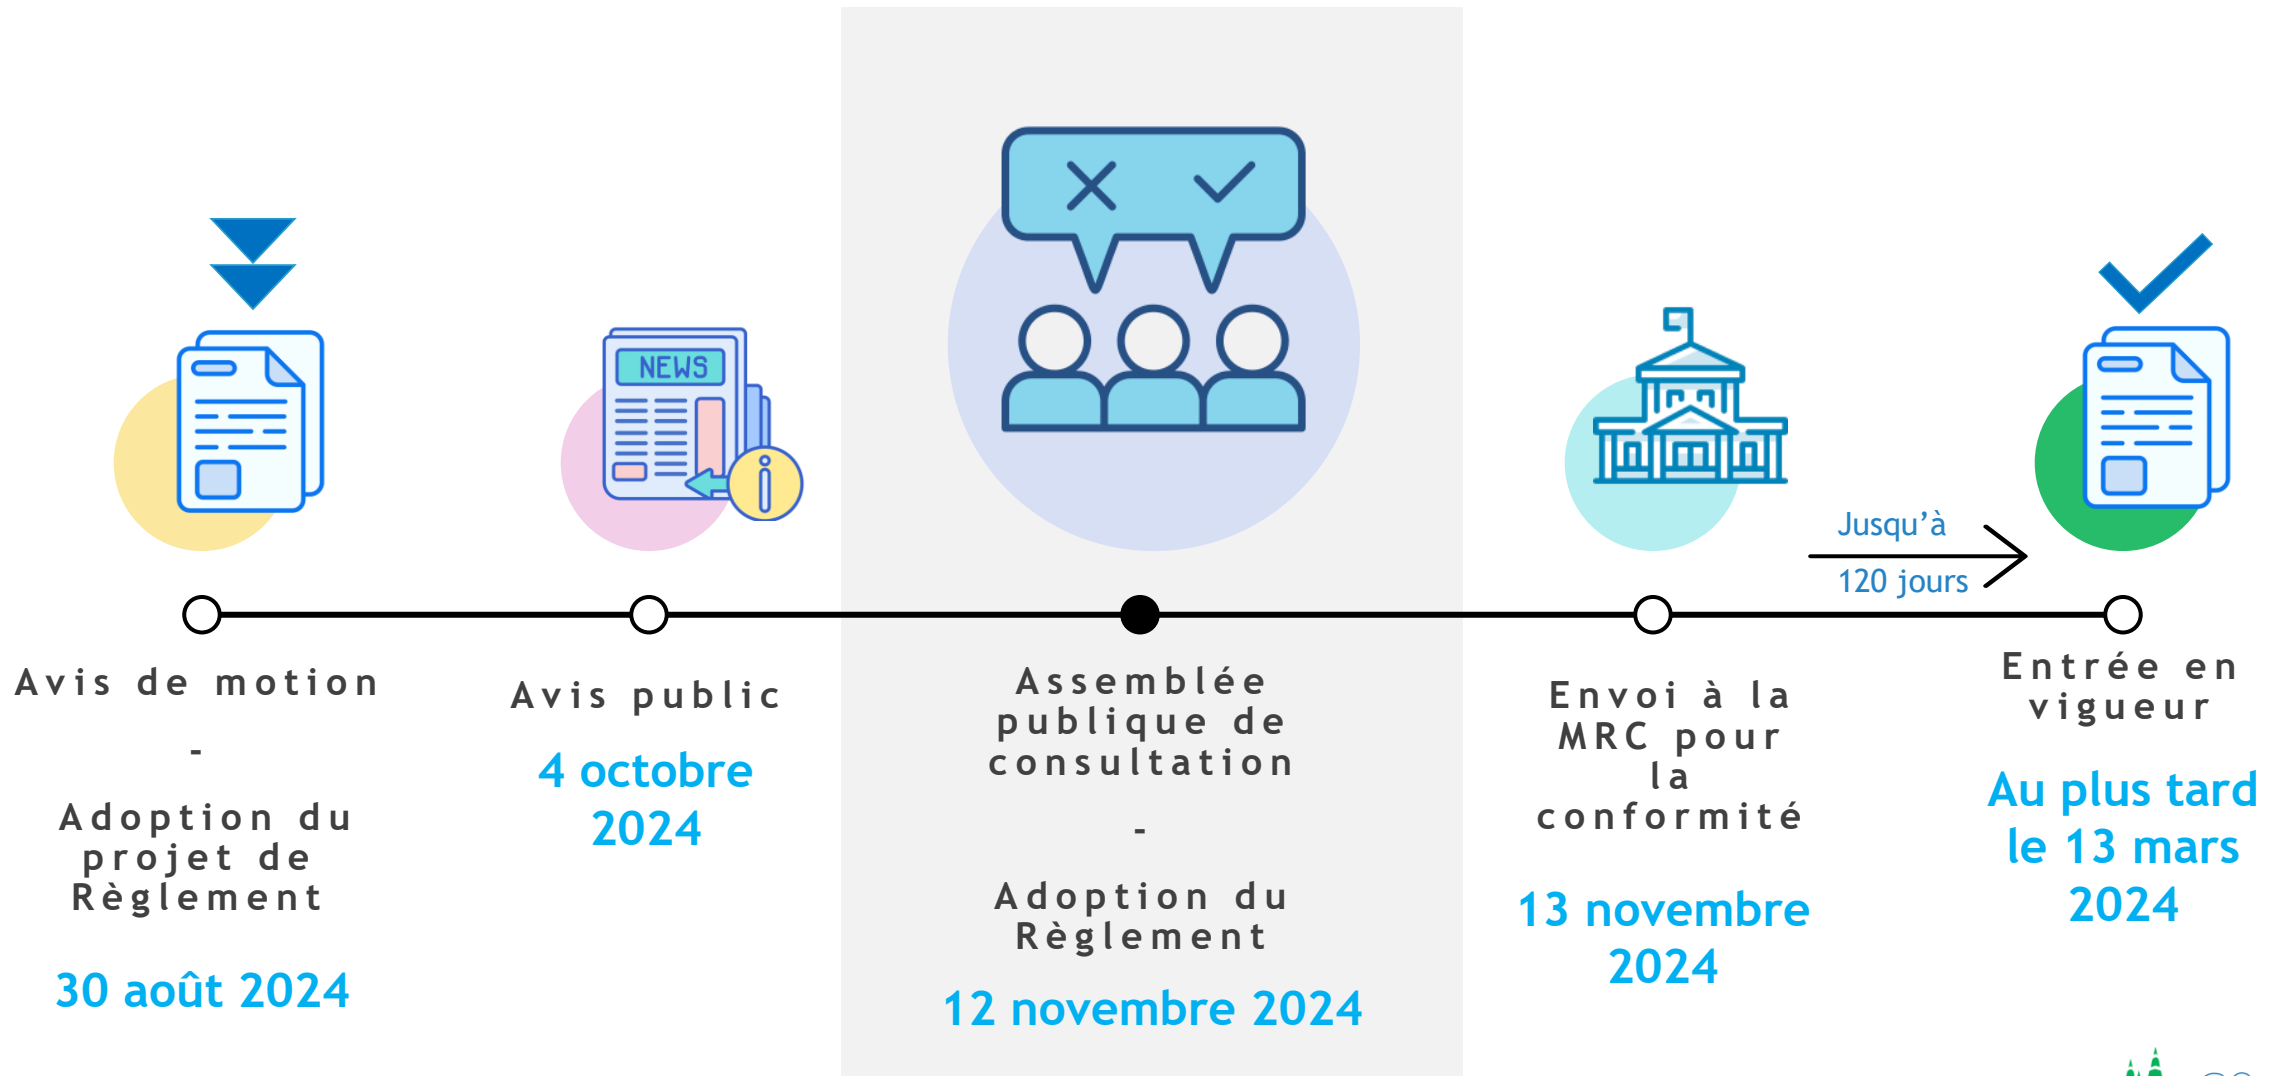 NEWS
Jusqu'à
120 jours
Avis de motion
-
Adoption du
projet de
Règlement
30 août 2024
Avis public
4 octobre
2024
Assemblée
publique de
consultation
-
Adoption du
Règlement
12 novembre 2024
Envoi à la
MRC pour
la
conformité
13 novembre
2024
Entrée en
vigueur
Au plus tard
le 13 mars
2024